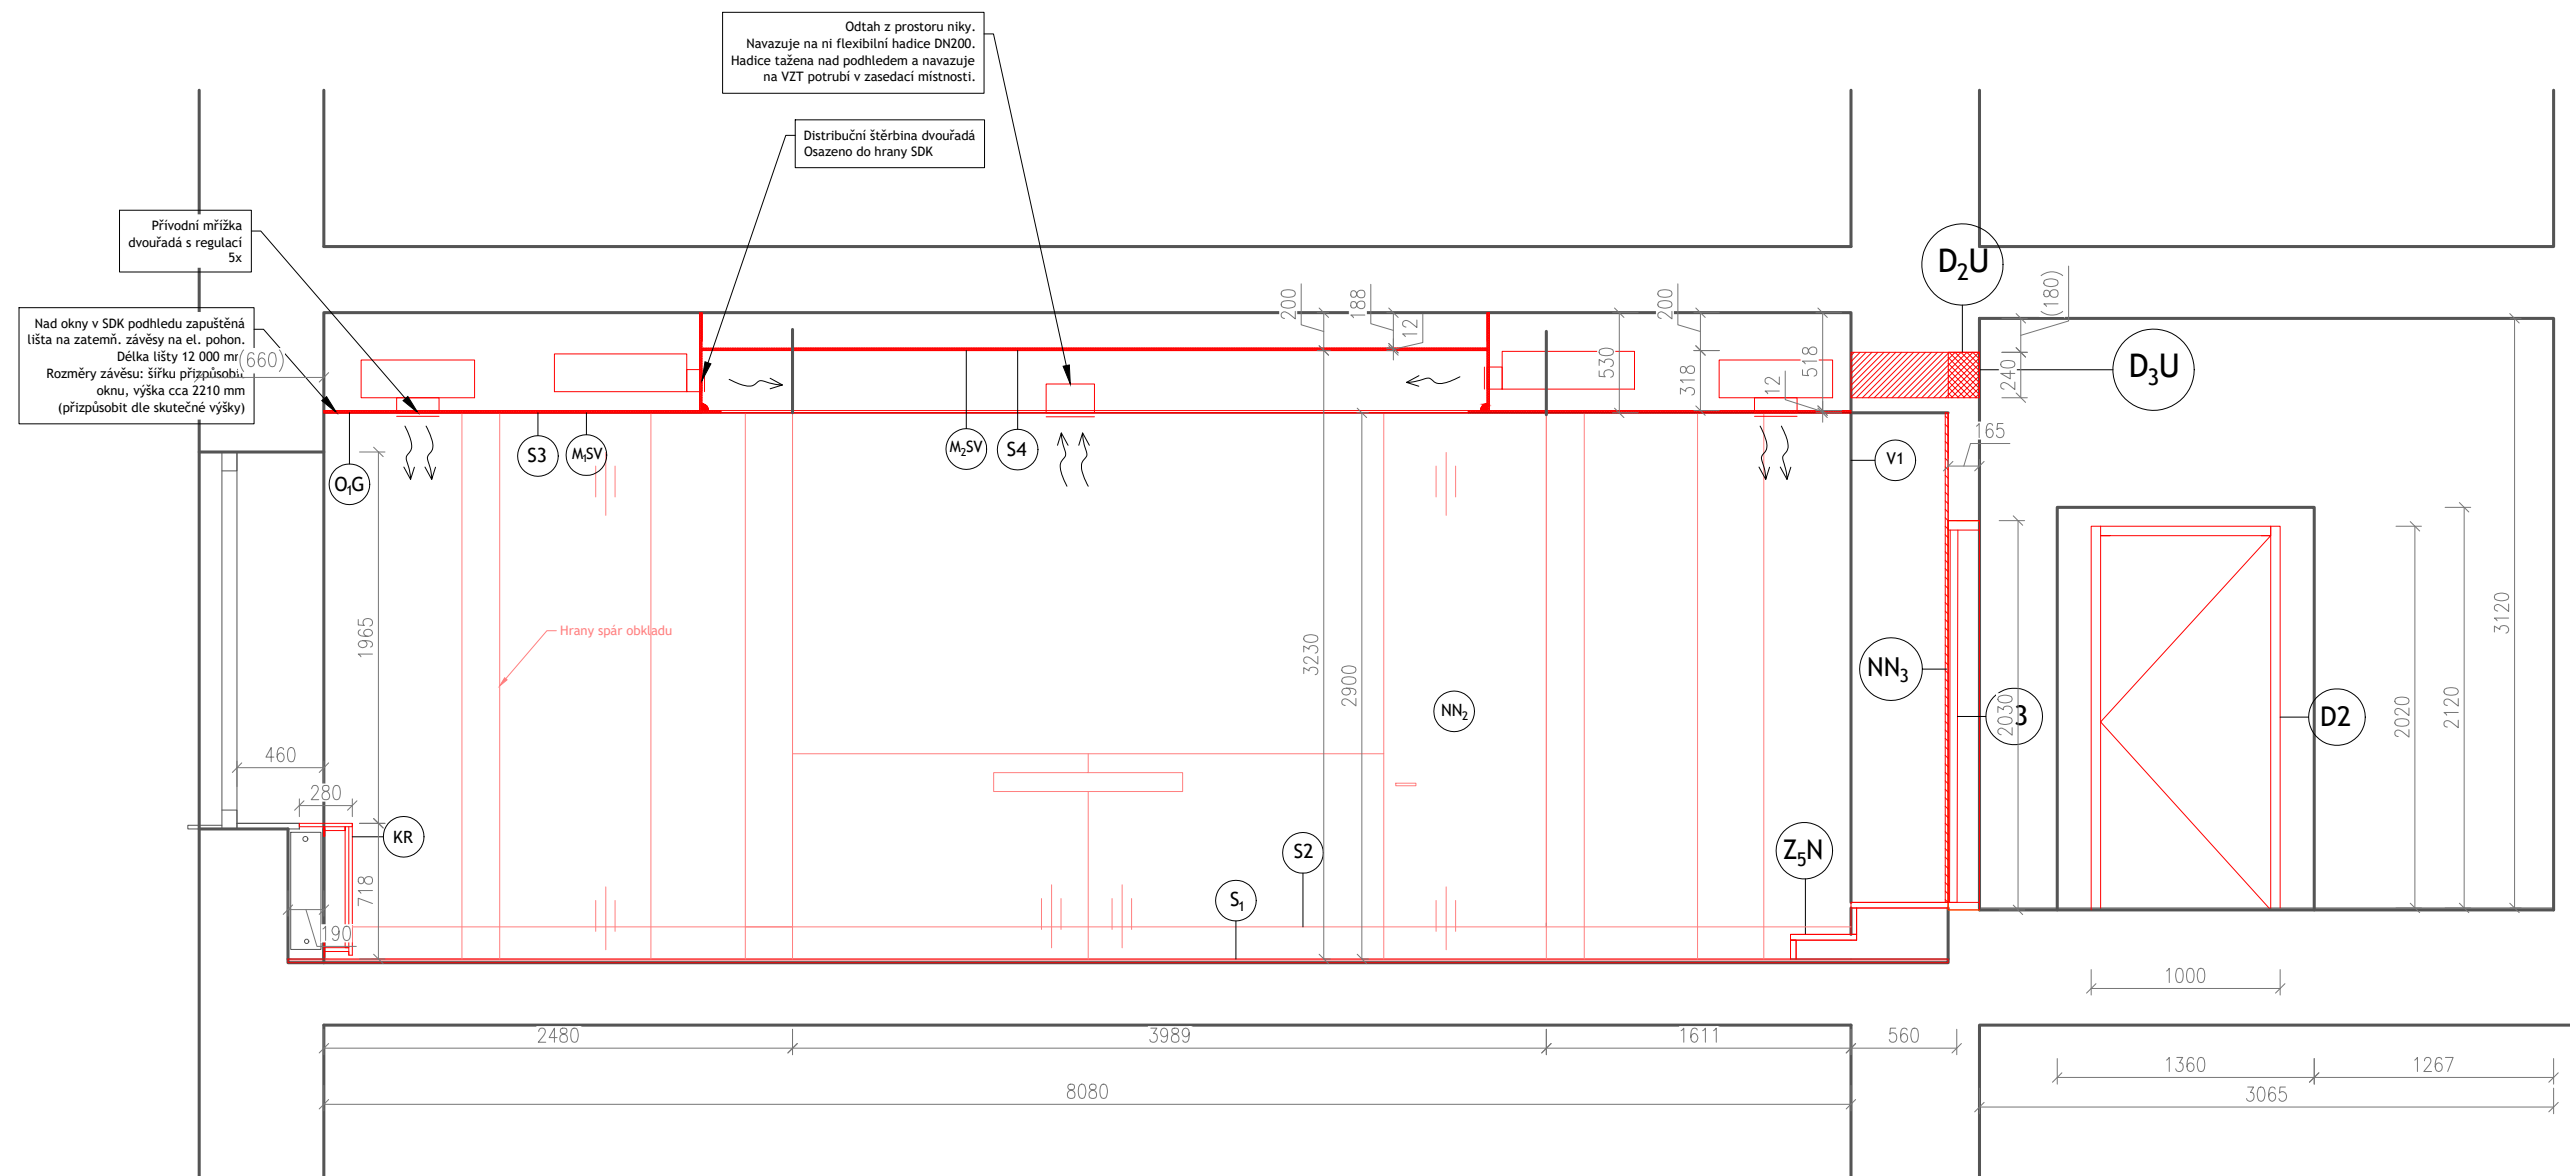 Odtah z prostoru niky.
Navazuje na ni flexibilní hadice DN200.
Hadice tažena nad podhledem a navazuje
na VZT potrubí v zasedací místnosti.
Distribuční štěrbina dvouřadá
Osazeno do hrany SDK
Přívodní mřížka
dvouřadá s regulací
5x
Nad okny v SDK podhledu zapuštěná
lišta na zatemň. závěsy na el. pohon.
Délka lišty 12 000 mm
Rozměry závěsu: šířku přizpůsobit
oknu, výška cca 2210 mm
(přizpůsobit dle skutečné výšky)
(660)
D₂U
D₃U
200
188
12
530
200
318
12
518
(180)
240
165
O₁G
S3
M₁SV
M₂SV
S4
V1
Hrany spár obkladu
1965
3230
2900
NN₂
NN₃
2030
3
D2
2020
2120
3120
460
280
KR
718
190
S2
S₁
Z₅N
1000
2480
3989
1611
560
1360
1267
8080
3065